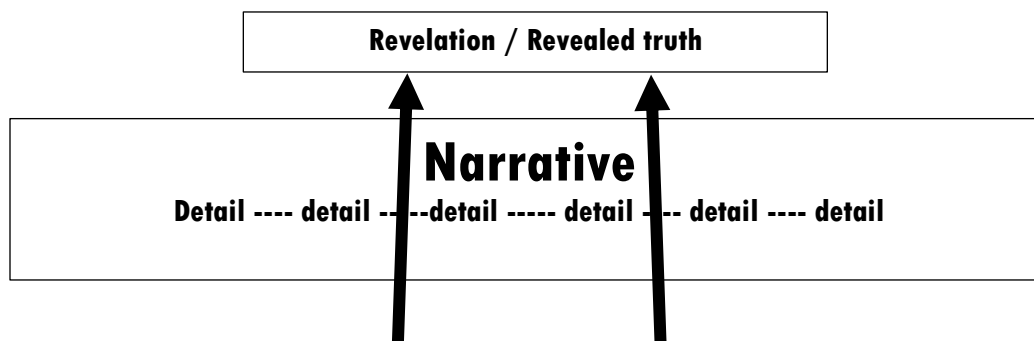 Revelation / Revealed truth
Narrative
Detail ---- detail -----detail ----- detail ---- detail ---- detail